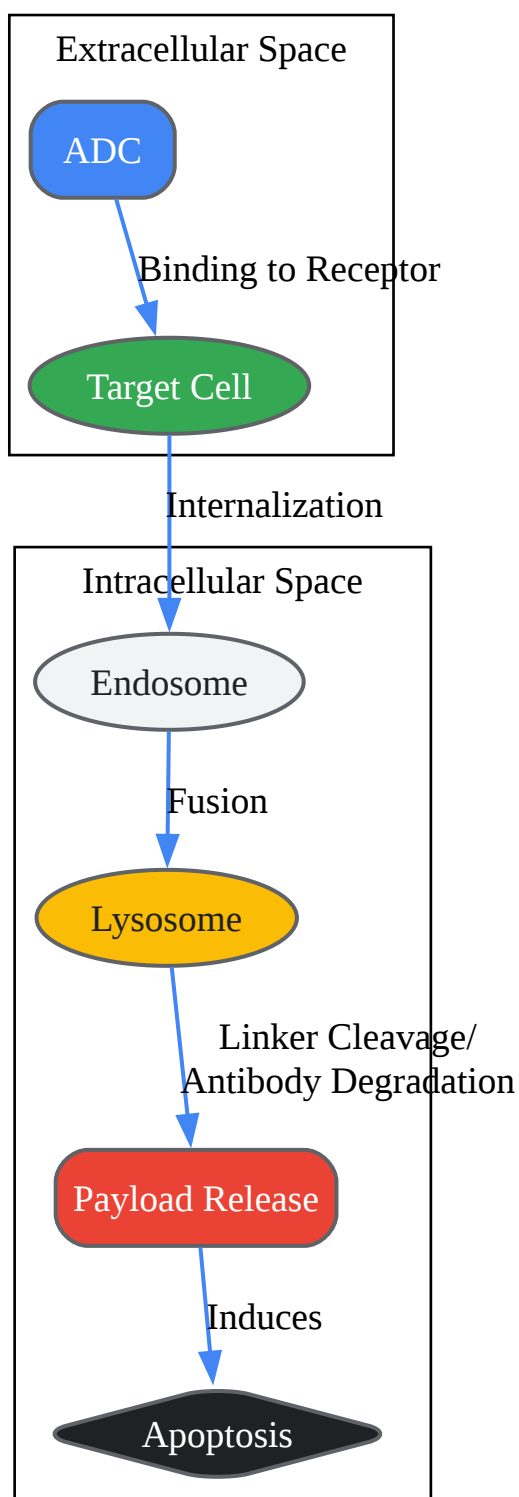 Extracellular Space
ADC
Binding to Receptor
Target Cell
Internalization
Intracellular Space
Endosome
Fusion
Lysosome
Linker Cleavage/
Antibody Degradation
Payload Release
Induces
Apoptosis